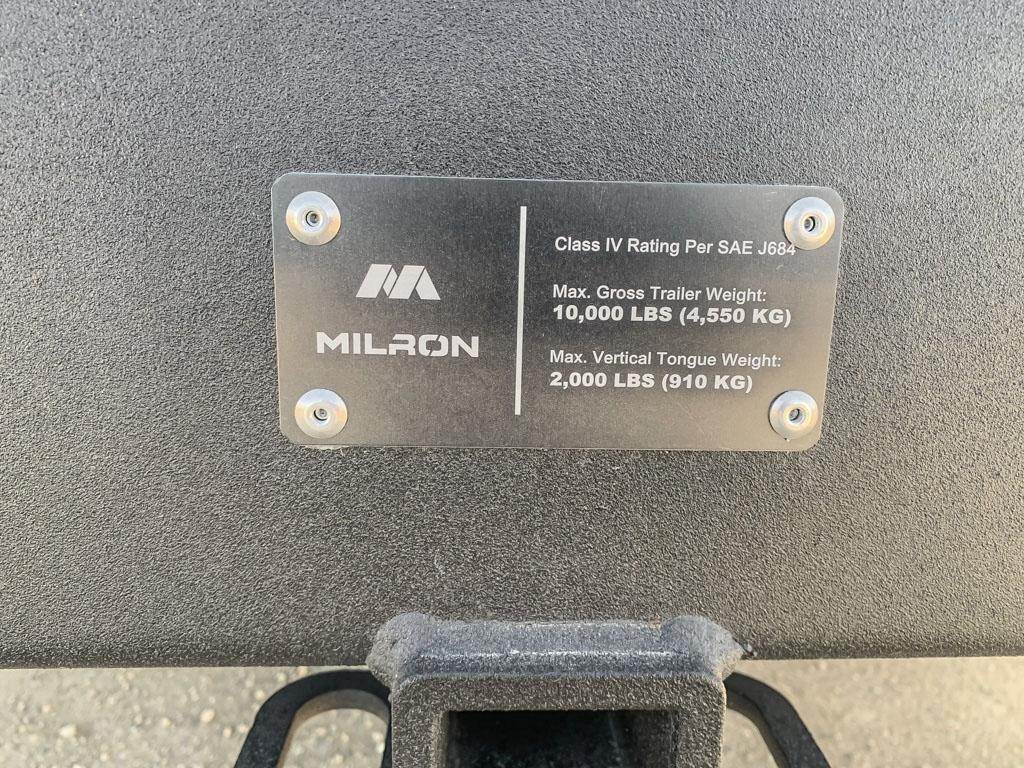 MILRON
Class IV Rating Per SAE J684
Max. Gross Trailer Weight:
10,000 LBS (4,550 KG)
Max. Vertical Tongue Weight:
2,000 LBS (910 KG)